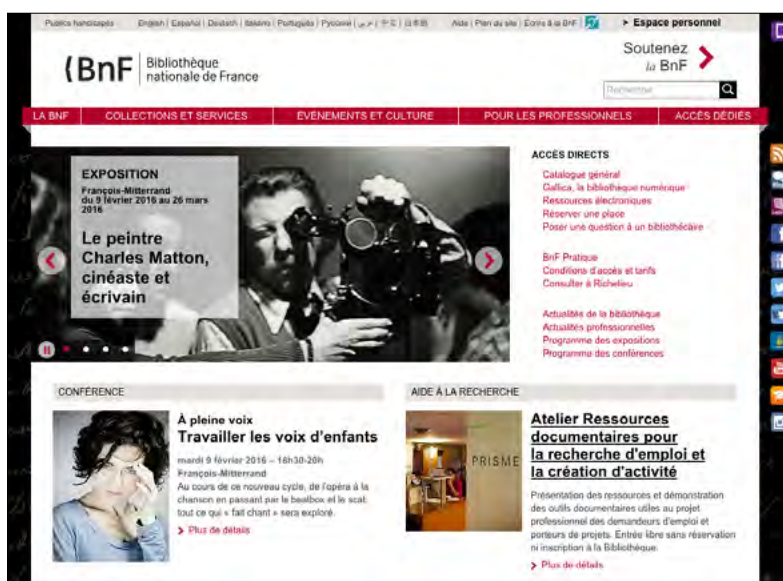 Publics handicapés English | Español | Deutsch | Italiano | Português | Русский | عربي | 中文 | 日本語 Aide | Plan du site | Écrire à la BnF | > Espace personnel
Soutenez
la BnF
{BnF | Bibliothèque
nationale de France
Recherche
LA BNF COLLECTIONS ET SERVICES ÉVÉNEMENTS ET CULTURE POUR LES PROFESSIONNELS ACCÈS DÉDIÉS
EXPOSITION
François-Mitterrand
du 9 février 2016 au 26 mars
2016
Le peintre
Charles Matton,
cinéaste et
écrivain
ACCÈS DIRECTS
Catalogue général
Gallica, la bibliothèque numérique
Ressources électroniques
Réserver une place
Poser une question à un bibliothécaire
BnF Pratique
Conditions d'accès et tarifs
Consulter à Richelieu
Actualités de la bibliothèque
Actualités professionnelles
Programme des expositions
Programme des conférences
CONFÉRENCE
À pleine voix
Travailler les voix d'enfants
mardi 9 février 2016 – 16h30-20h
François-Mitterrand
Au cours de ce nouveau cycle, de l'opéra à la
chanson en passant par le beatbox et le scat,
tout ce qui « fait chant » sera exploré.
> Plus de détails
AIDE À LA RECHERCHE
PRISME
Atelier Ressources
documentaires pour
la recherche d'emploi et
la création d'activité
Présentation des ressources et démonstration
des outils documentaires utiles au projet
professionnel des demandeurs d'emploi et
porteurs de projets. Entrée libre sans réservation
ni inscription à la Bibliothèque.
> Plus de détails